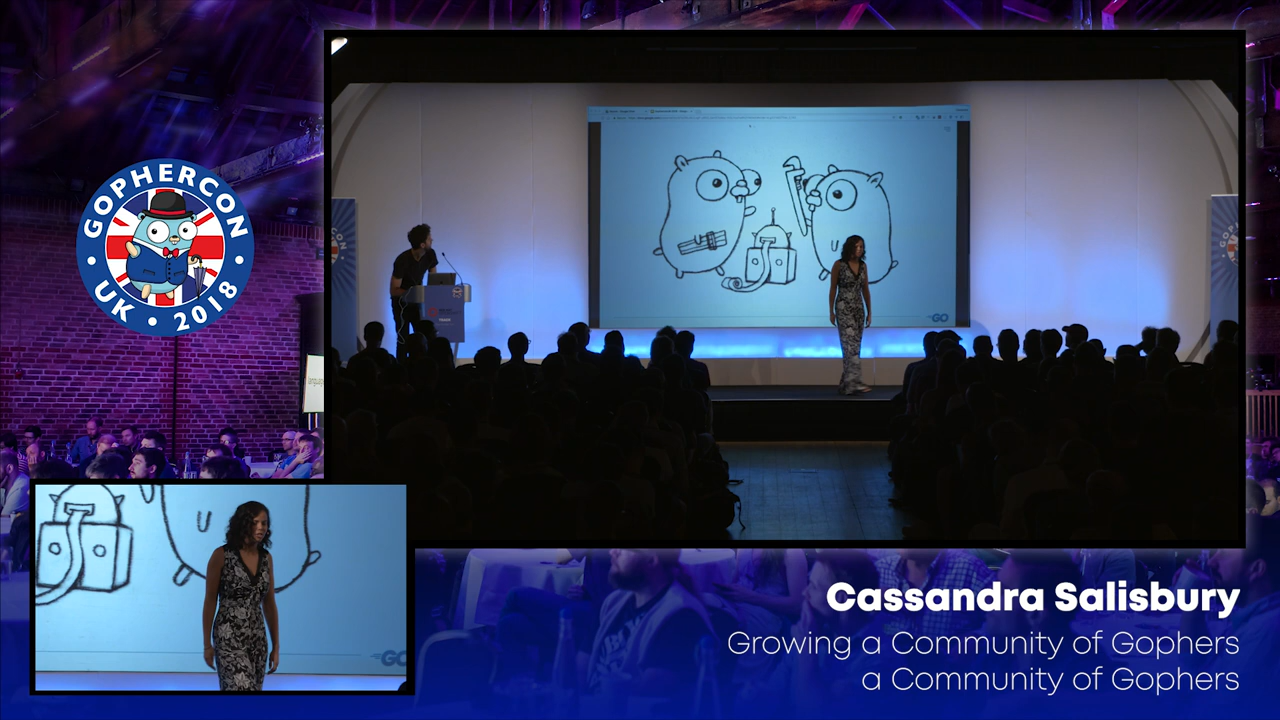 GOPHERCON
UK • 2018
GO
GO
Cassandra Salisbury
Growing a Community of Gophers
a Community of Gophers